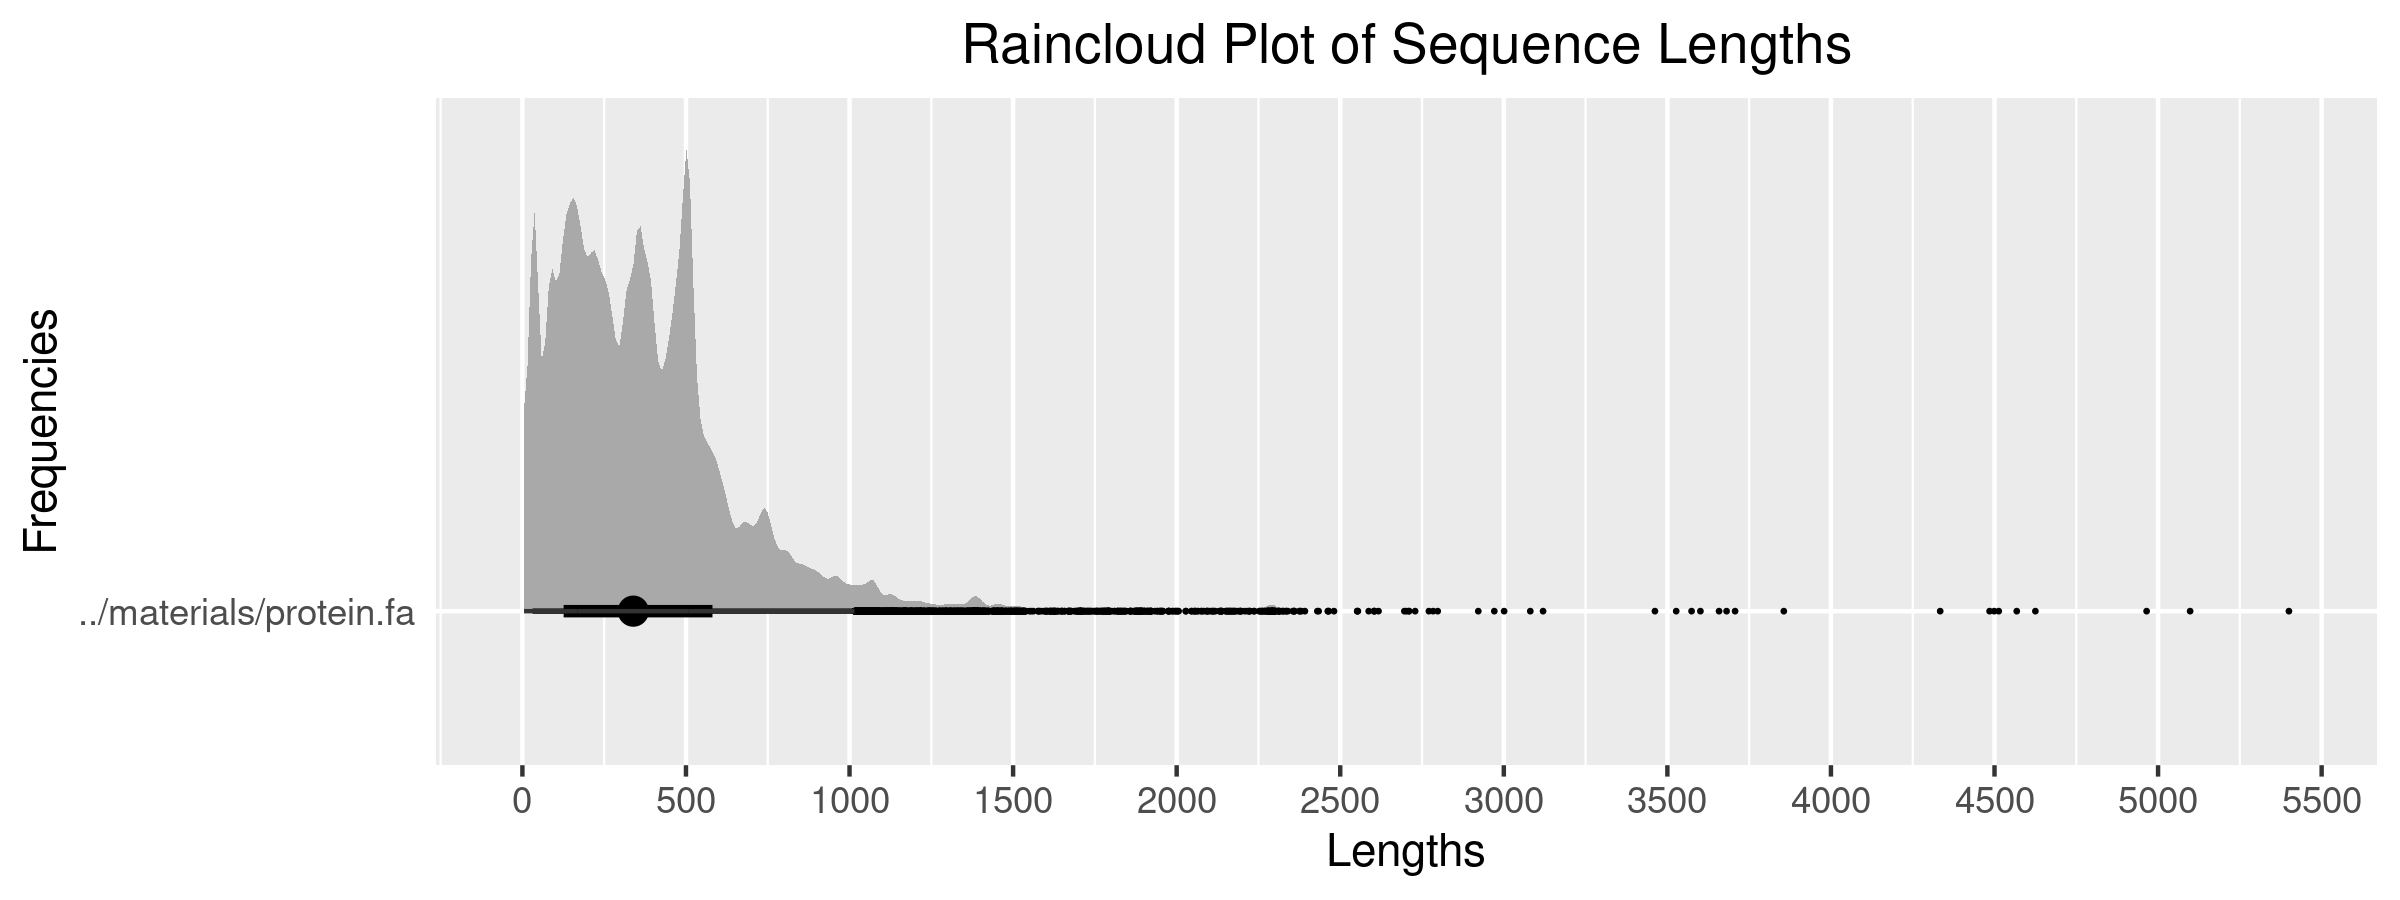 Raincloud Plot of Sequence Lengths
Frequencies
../materials/protein.fa
0 500 1000 1500 2000 2500 3000 3500 4000 4500 5000 5500
Lengths